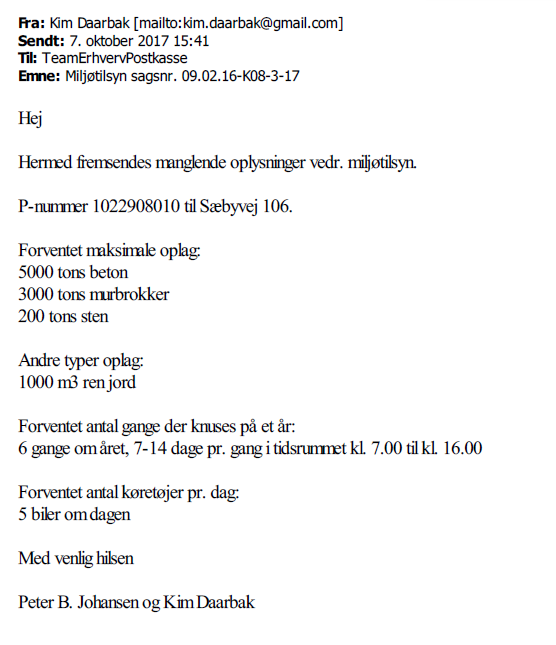 Fra: Kim Daarbak [mailto:kim.daarbak@gmail.com]
Sendt: 7. oktober 2017 15:41
Til: TeamErhvervPostkasse
Emne: Miljøtilsyn sagsnr. 09.02.16-K08-3-17
Hej
Hermed fremsendes manglende oplysninger vedr. miljøtilsyn.
P-nummer 1022908010 til Sæbyvej 106.
Forventet maksimale oplag:
5000 tons beton
3000 tons murbrokker
200 tons sten
Andre typer oplag:
1000 m3 ren jord
Forventet antal gange der knuses på et år:
6 gange om året, 7-14 dage pr. gang i tidsrummet kl. 7.00 til kl. 16.00
Forventet antal køretøjer pr. dag:
5 biler om dagen
Med venlig hilsen
Peter B. Johansen og Kim Daarbak